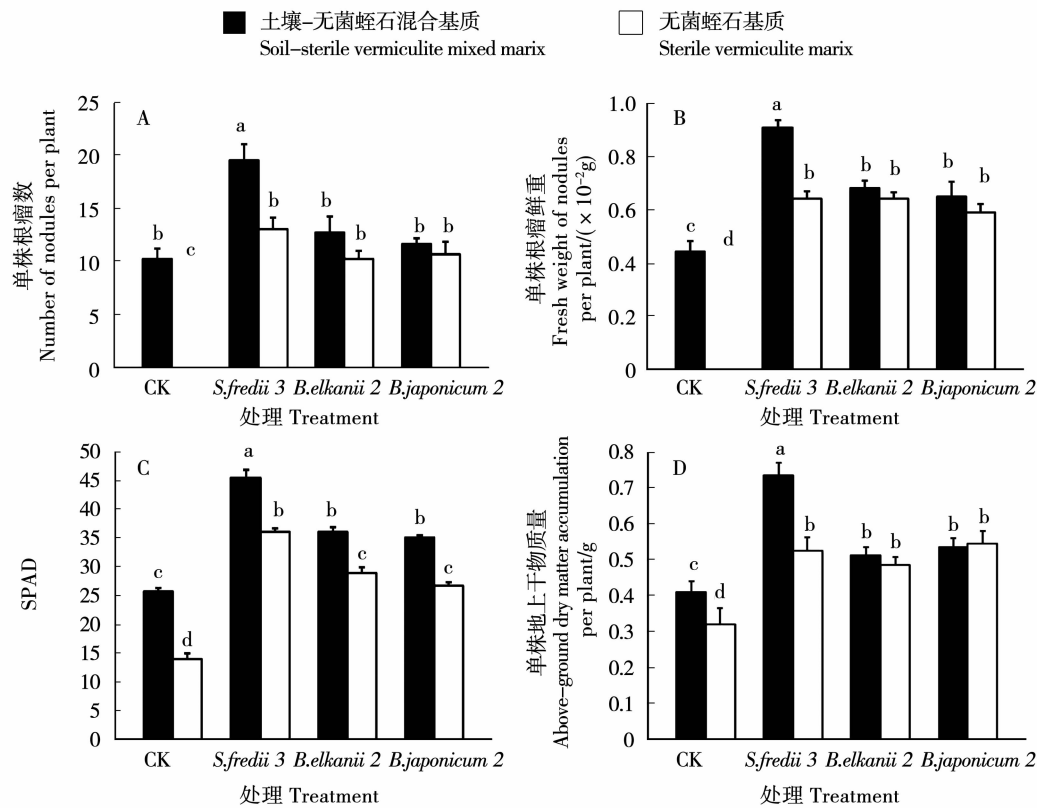 土壤-无菌蛭石混合基质
Soil-sterile vermiculite mixed marix
无菌蛭石基质
Sterile vermiculite marix
A
单株根瘤数
Number of nodules per plant
25
20
15
10
5
0
b
c
a
b
b
b
b
b
CK
S.fredii 3
B.elkanii 2
B.japonicum 2
处理 Treatment
B
单株根瘤鲜重
Fresh weight of nodules
per plant/(×10⁻²g)
1.0
0.8
0.6
0.4
0.2
0
c
d
a
b
b
b
b
b
CK
S.fredii 3
B.elkanii 2
B.japonicum 2
处理 Treatment
C
SPAD
50
45
40
35
30
25
20
15
10
5
0
c
d
a
b
b
c
b
c
CK
S.fredii 3
B.elkanii 2
B.japonicum 2
处理 Treatment
D
单株地上干物质量
Above-ground dry matter accumulation
per plant/g
0.8
0.7
0.6
0.5
0.4
0.3
0.2
0.1
0
c
d
a
b
b
b
b
b
CK
S.fredii 3
B.elkanii 2
B.japonicum 2
处理 Treatment